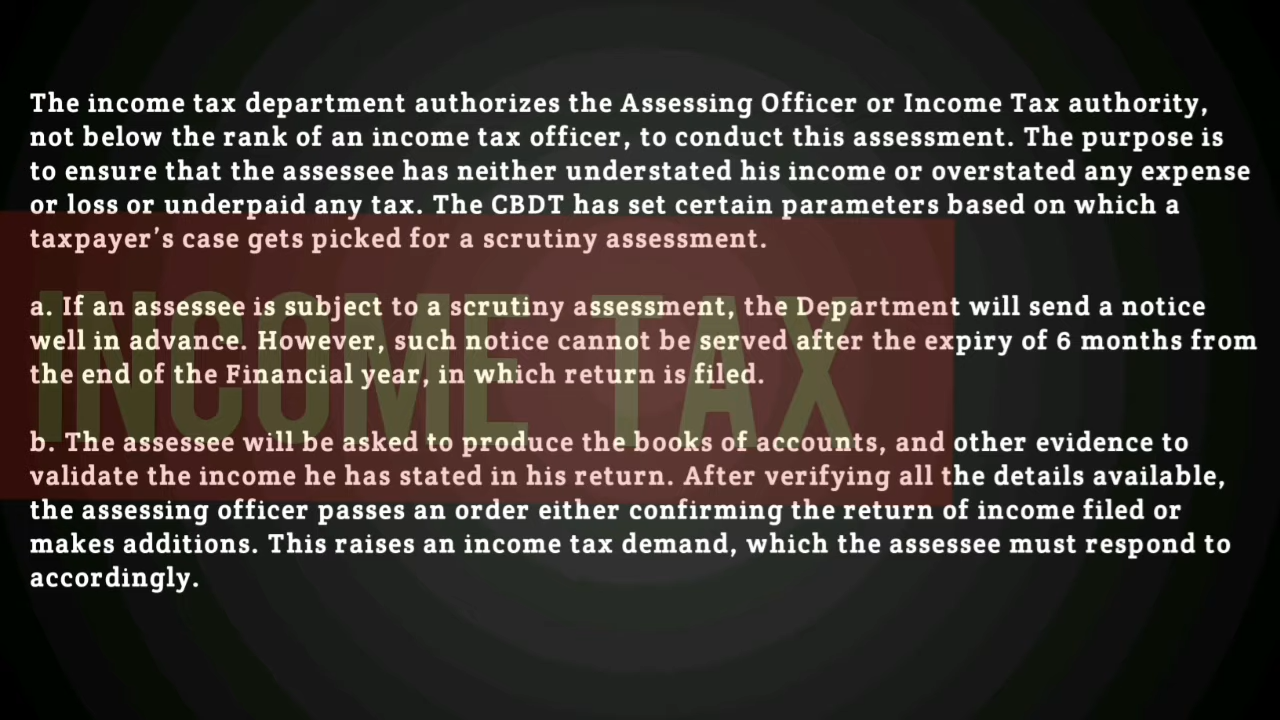 The income tax department authorizes the Assessing Officer or Income Tax authority,
not below the rank of an income tax officer, to conduct this assessment. The purpose is
to ensure that the assessee has neither understated his income or overstated any expense
or loss or underpaid any tax. The CBDT has set certain parameters based on which a
taxpayer's case gets picked for a scrutiny assessment.
a. If an assessee is subject to a scrutiny assessment, the Department will send a notice
well in advance. However, such notice cannot be served after the expiry of 6 months from
the end of the Financial year, in which return is filed.
INCOME TAX
b. The assessee will be asked to produce the books of accounts, and other evidence to
validate the income he has stated in his return. After verifying all the details available,
the assessing officer passes an order either confirming the return of income filed or
makes additions. This raises an income tax demand, which the assessee must respond to
accordingly.